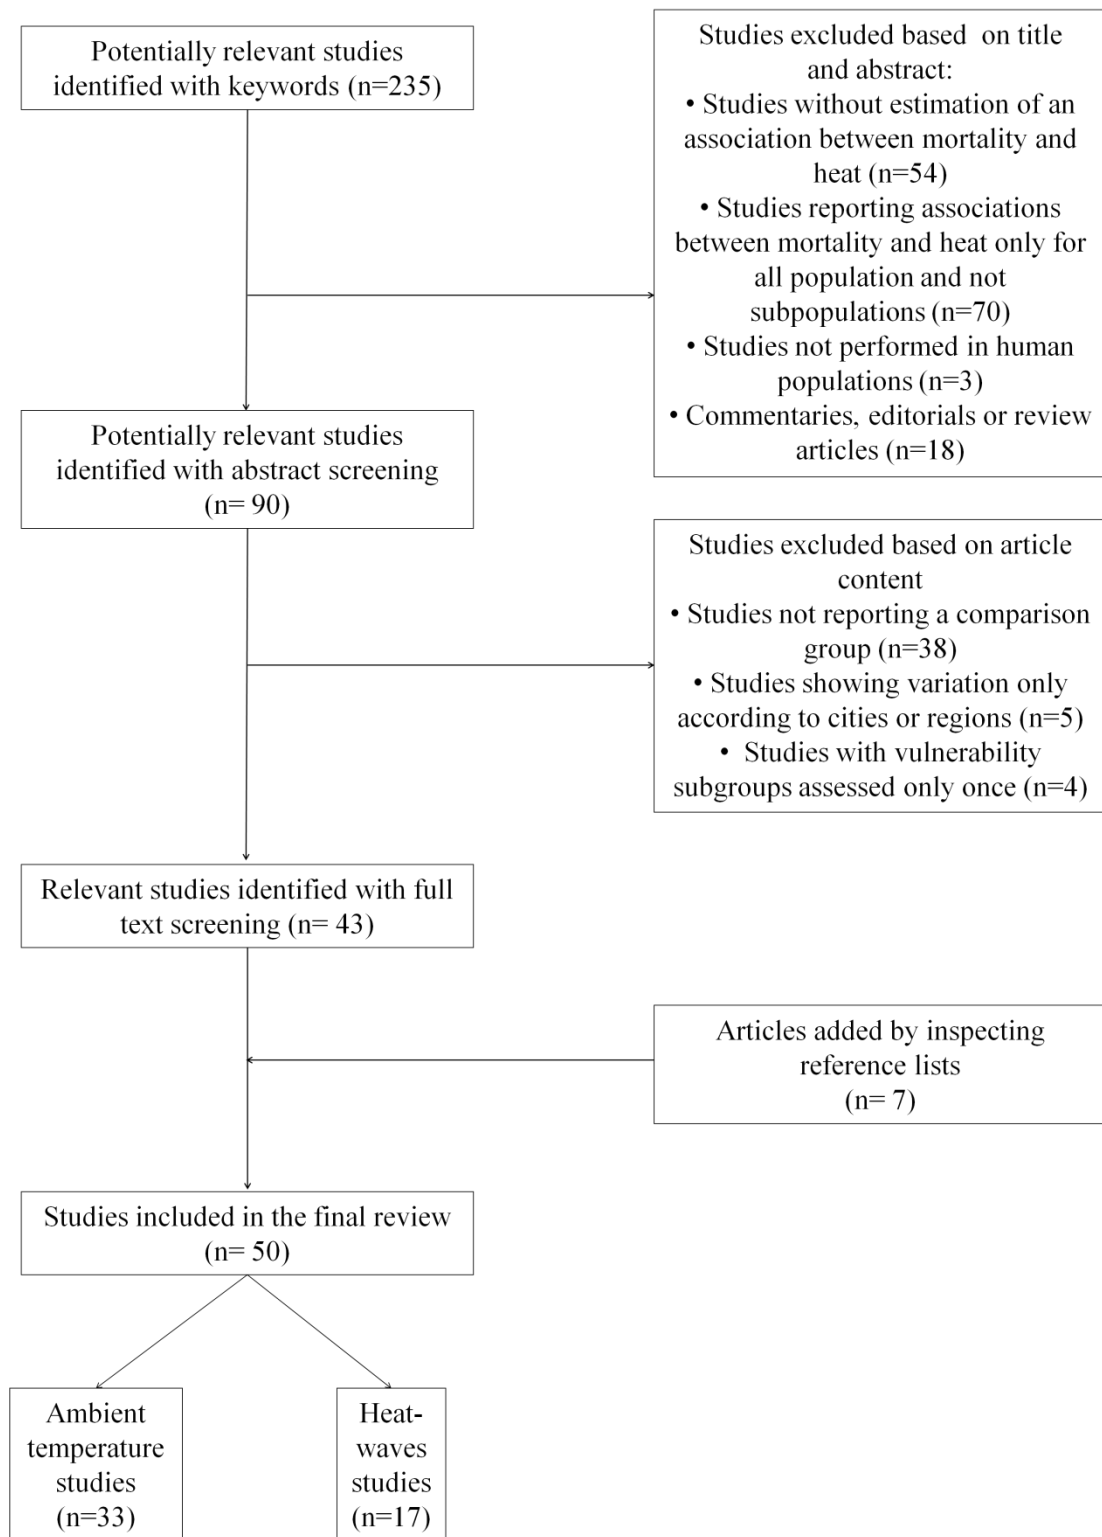 Potentially relevant studies
identified with keywords (n=235)
Studies excluded based on title
and abstract:
• Studies without estimation of an
association between mortality and
heat (n=54)
• Studies reporting associations
between mortality and heat only for
all population and not
subpopulations (n=70)
• Studies not performed in human
populations (n=3)
• Commentaries, editorials or review
articles (n=18)
Potentially relevant studies
identified with abstract screening
(n= 90)
Studies excluded based on article
content
• Studies not reporting a comparison
group (n=38)
• Studies showing variation only
according to cities or regions (n=5)
• Studies with vulnerability
subgroups assessed only once (n=4)
Relevant studies identified with full
text screening (n= 43)
Articles added by inspecting
reference lists
(n= 7)
Studies included in the final review
(n= 50)
Ambient
temperature
studies
(n=33)
Heat-
waves
studies
(n=17)